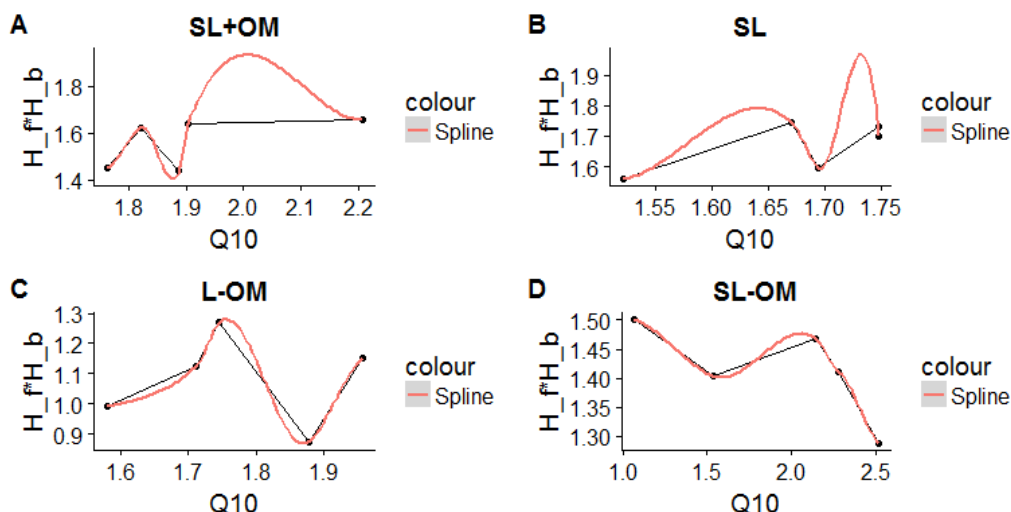 A
SL+OM
H_f*H_b
1.8
1.6
1.4
1.8
1.9
2.0
2.1
2.2
Q10
colour
Spline
B
SL
H_f*H_b
1.9
1.8
1.7
1.6
1.55
1.60
1.65
1.70
1.75
Q10
colour
Spline
C
L-OM
H_f*H_b
1.3
1.2
1.1
1.0
0.9
1.6
1.7
1.8
1.9
Q10
colour
Spline
D
SL-OM
H_f*H_b
1.50
1.45
1.40
1.35
1.30
1.0
1.5
2.0
2.5
Q10
colour
Spline